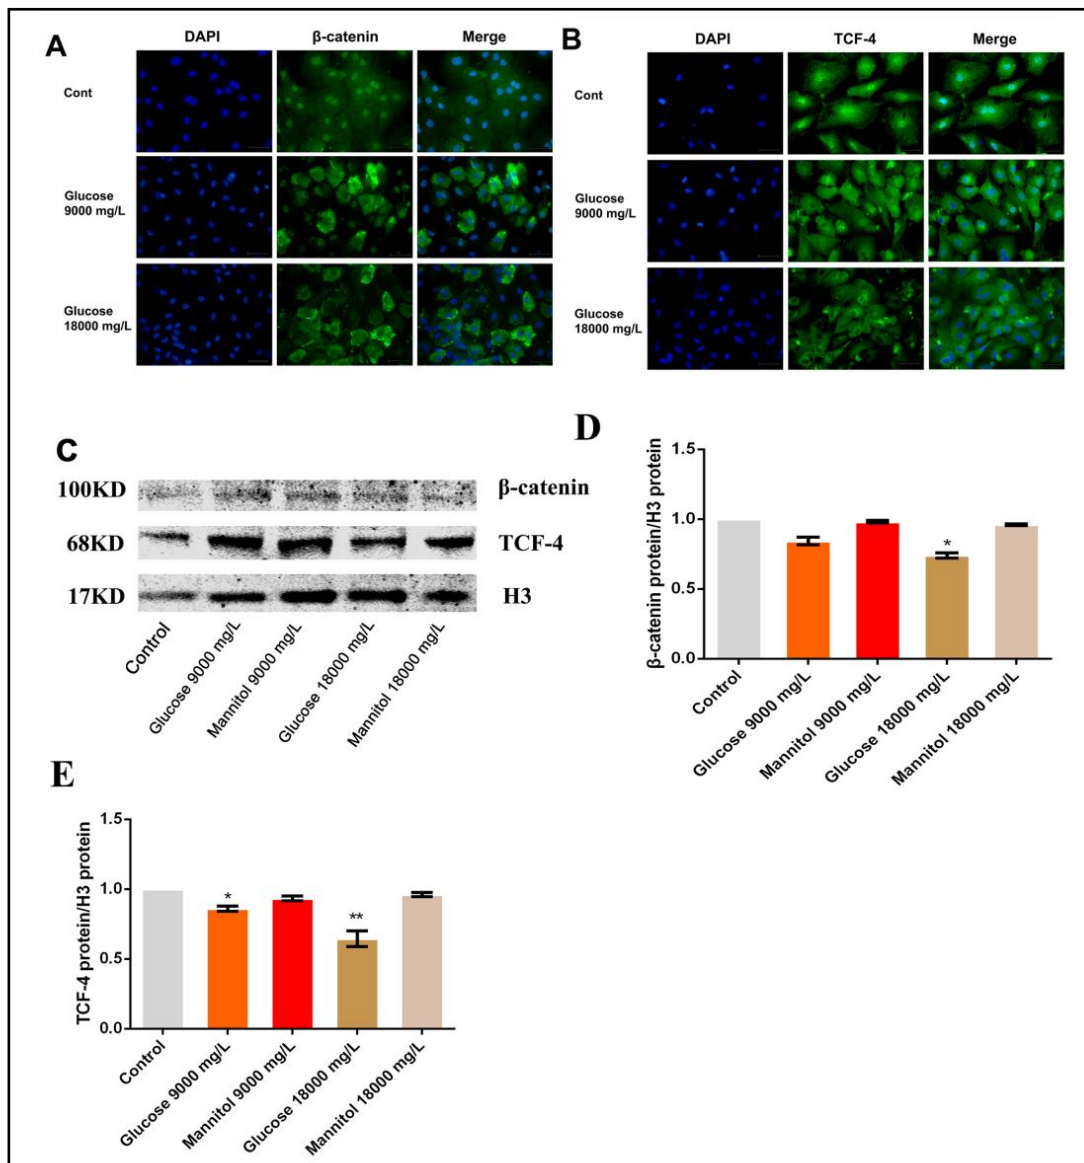 A
DAPI
β-catenin
Merge
Cont
Glucose
9000 mg/L
Glucose
18000 mg/L
B
DAPI
TCF-4
Merge
Cont
Glucose
9000 mg/L
Glucose
18000 mg/L
C
100KD
β-catenin
68KD
TCF-4
17KD
H3
Control
Glucose 9000 mg/L
Mannitol 9000 mg/L
Glucose 18000 mg/L
Mannitol 18000 mg/L
D
β-catenin protein/H3 protein
1.5
1.0
0.5
0.0
*
Control
Glucose 9000 mg/L
Mannitol 9000 mg/L
Glucose 18000 mg/L
Mannitol 18000 mg/L
E
TCF-4 protein/H3 protein
1.5
1.0
0.5
0.0
*
**
Control
Glucose 9000 mg/L
Mannitol 9000 mg/L
Glucose 18000 mg/L
Mannitol 18000 mg/L